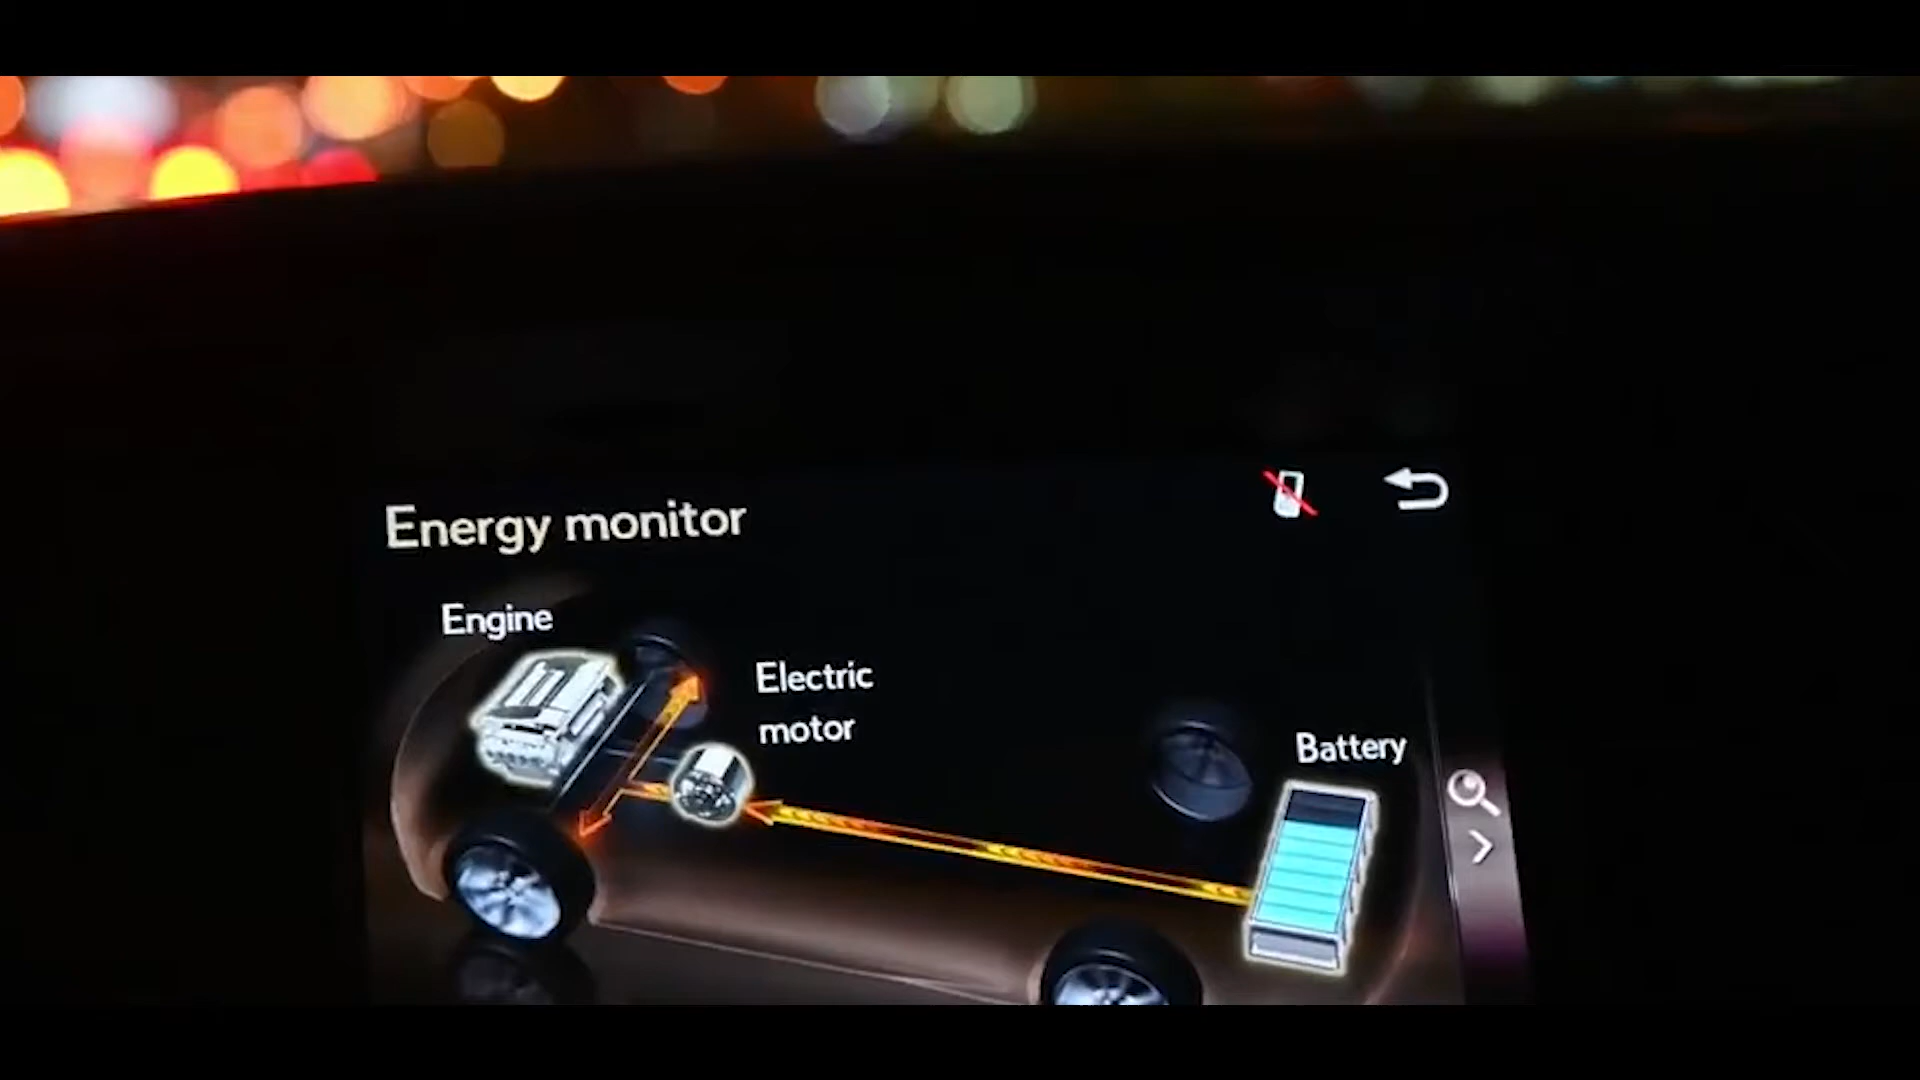 Energy monitor
Engine
Electric
motor
Battery